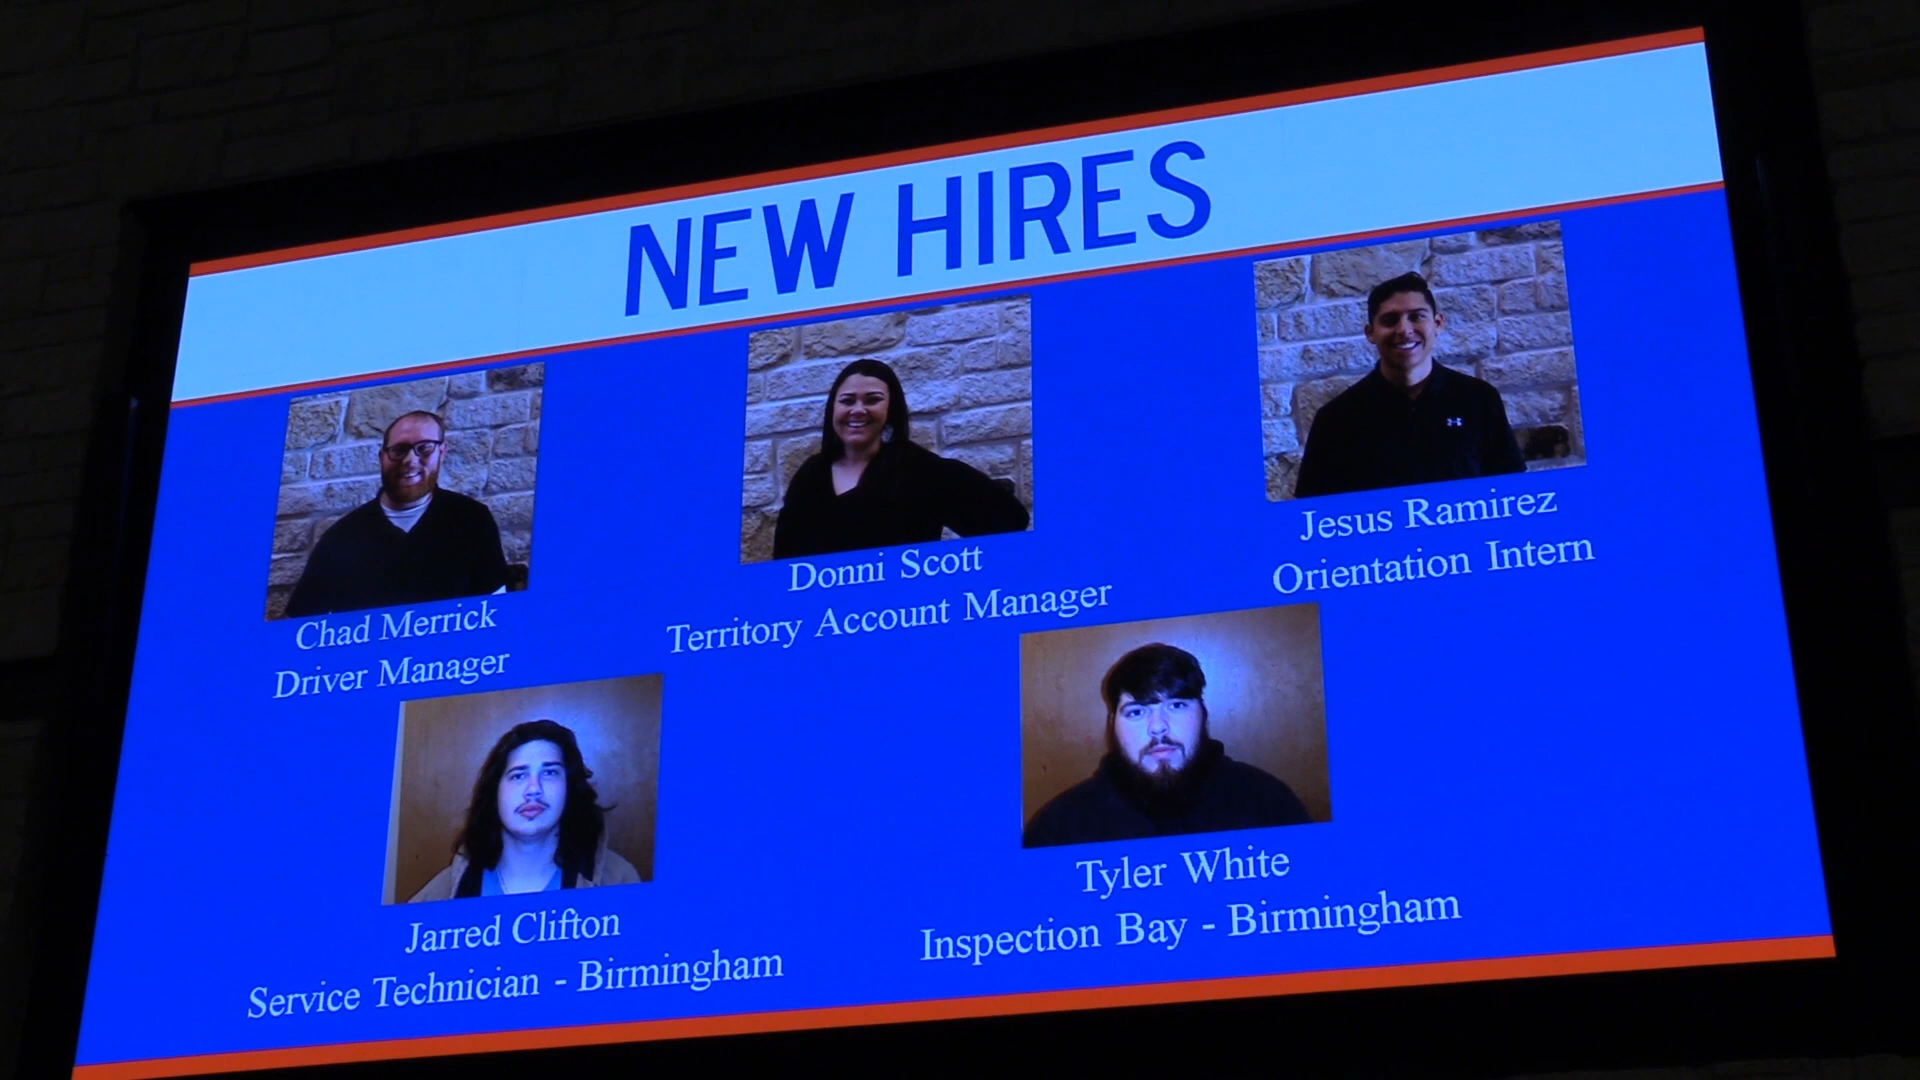 NEW HIRES
Chad Merrick
Driver Manager
Donni Scott
Territory Account Manager
Jesus Ramirez
Orientation Intern
Jarred Clifton
Service Technician - Birmingham
Tyler White
Inspection Bay - Birmingham